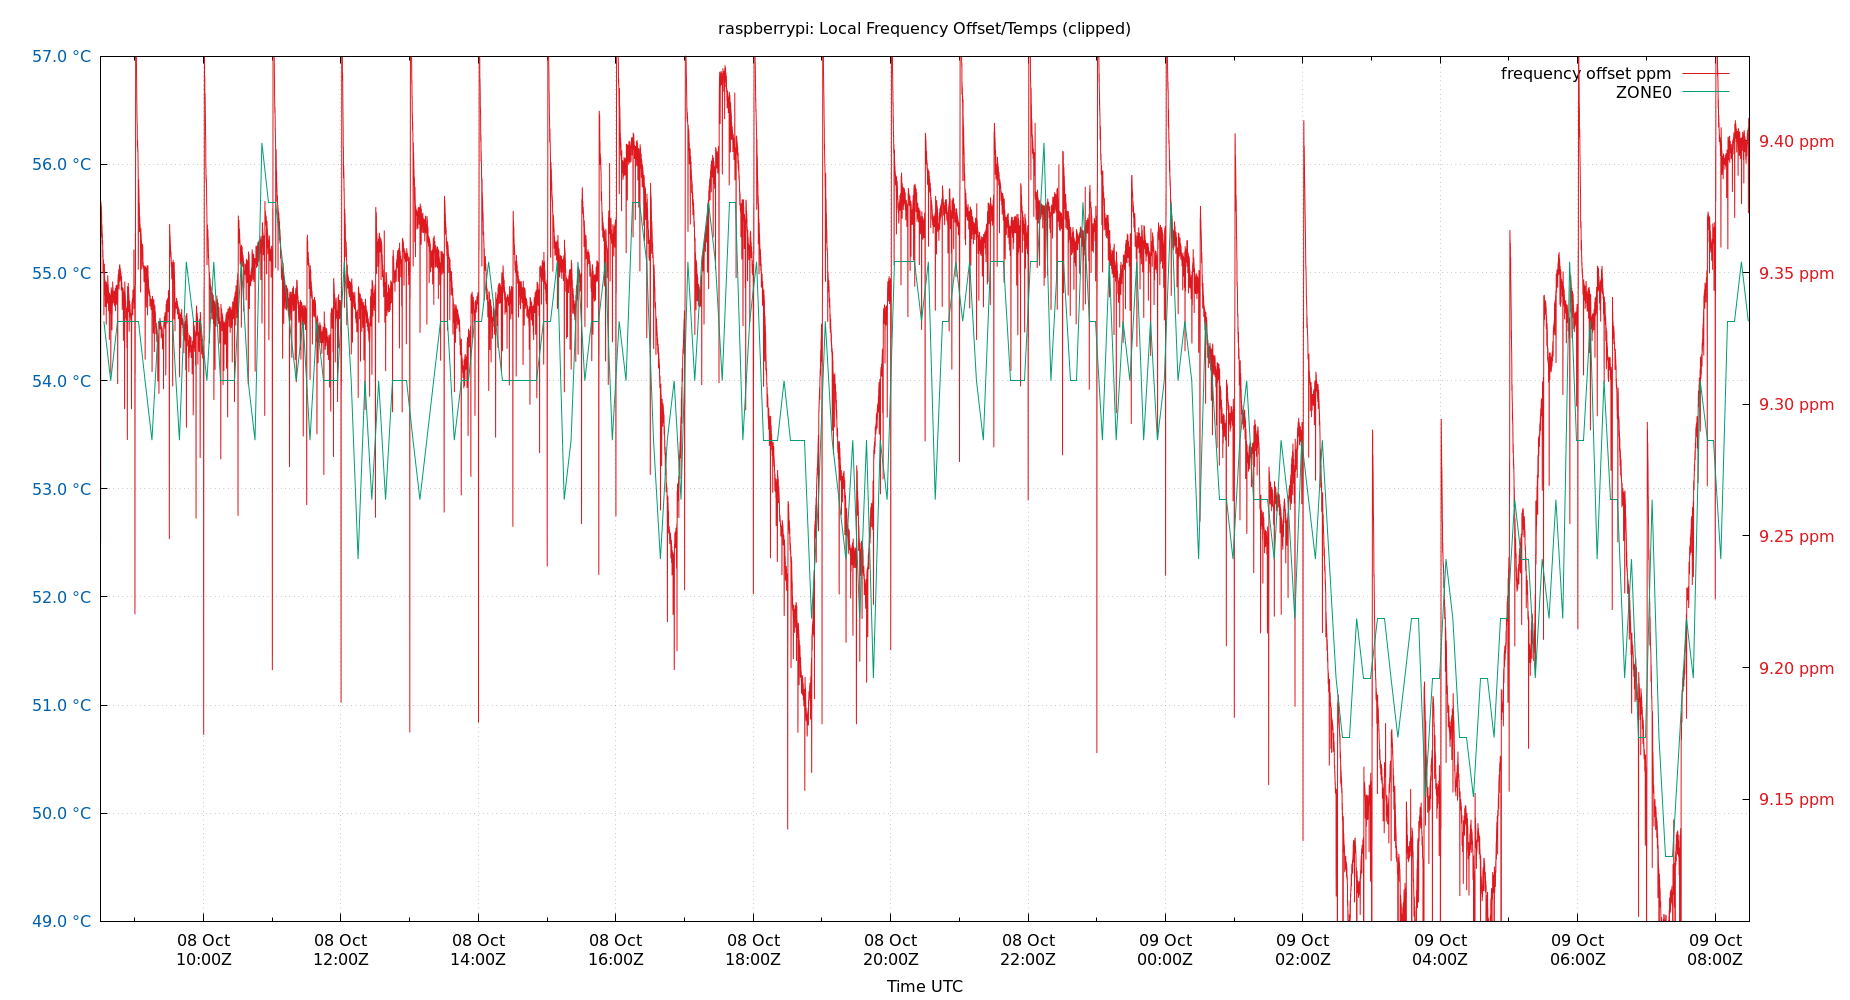 raspberrypi: Local Frequency Offset/Temps (clipped)
57.0 °C
56.0 °C
55.0 °C
54.0 °C
53.0 °C
52.0 °C
51.0 °C
50.0 °C
49.0 °C
frequency offset ppm
ZONE0
9.40 ppm
9.35 ppm
9.30 ppm
9.25 ppm
9.20 ppm
9.15 ppm
08 Oct
10:00Z
08 Oct
12:00Z
08 Oct
14:00Z
08 Oct
16:00Z
08 Oct
18:00Z
08 Oct
20:00Z
08 Oct
22:00Z
09 Oct
00:00Z
09 Oct
02:00Z
09 Oct
04:00Z
09 Oct
06:00Z
09 Oct
08:00Z
Time UTC